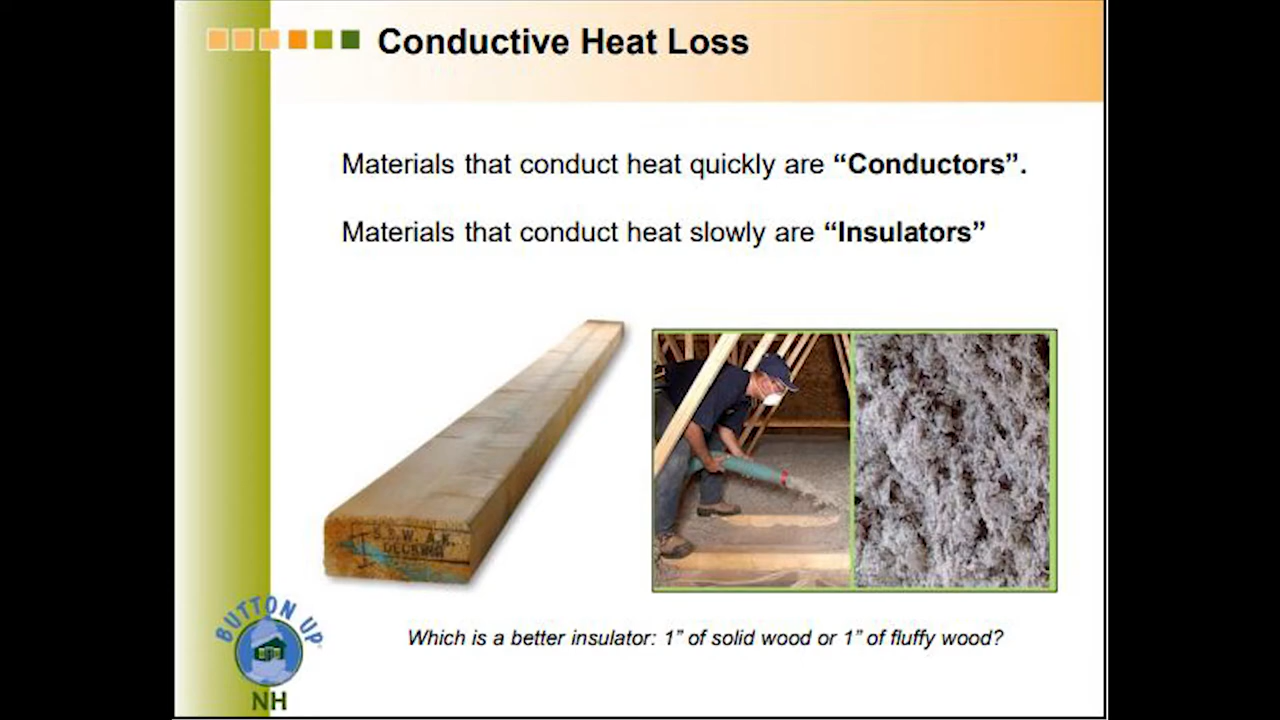 Conductive Heat Loss
Materials that conduct heat quickly are “Conductors”.
Materials that conduct heat slowly are “Insulators”
DECKING
Which is a better insulator: 1” of solid wood or 1” of fluffy wood?
BUTTON UP
NH